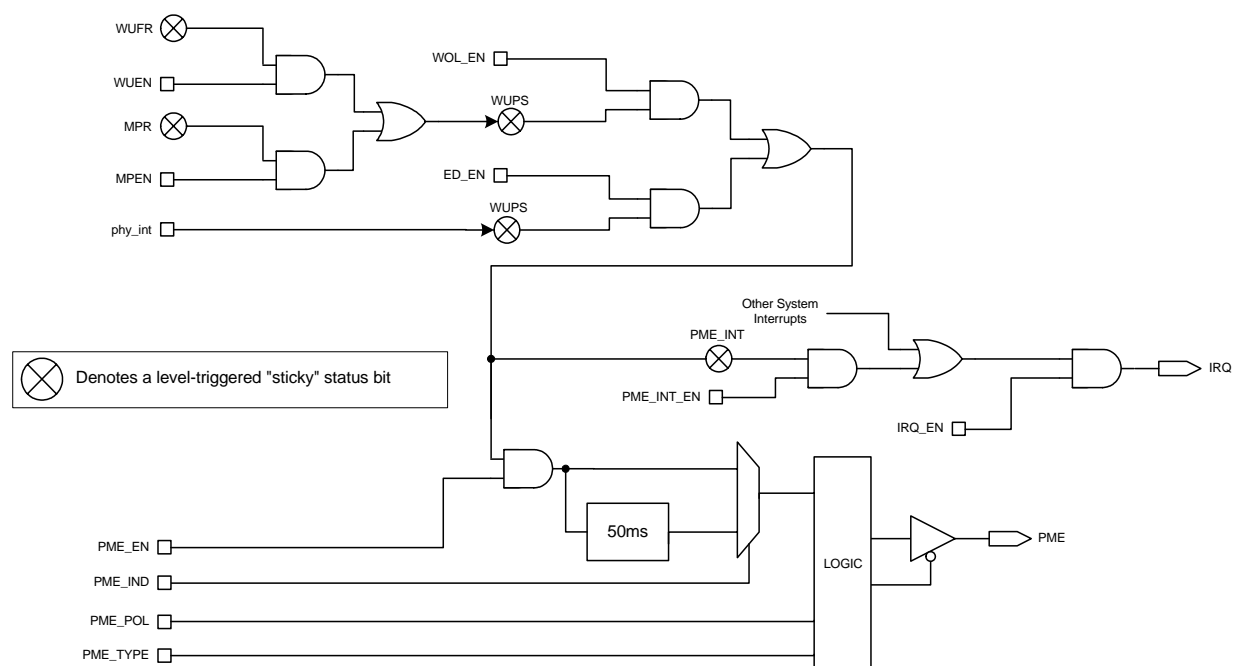 WUFR
WOL_EN
WUEN
WUPS
MPR
ED_EN
MPEN
WUPS
phy_int
Other System
Interrupts
PME_INT
IRQ
Denotes a level-triggered "sticky" status bit
PME_INT_EN
IRQ_EN
50ms
PME_EN
PME
LOGIC
PME_IND
PME_POL
PME_TYPE